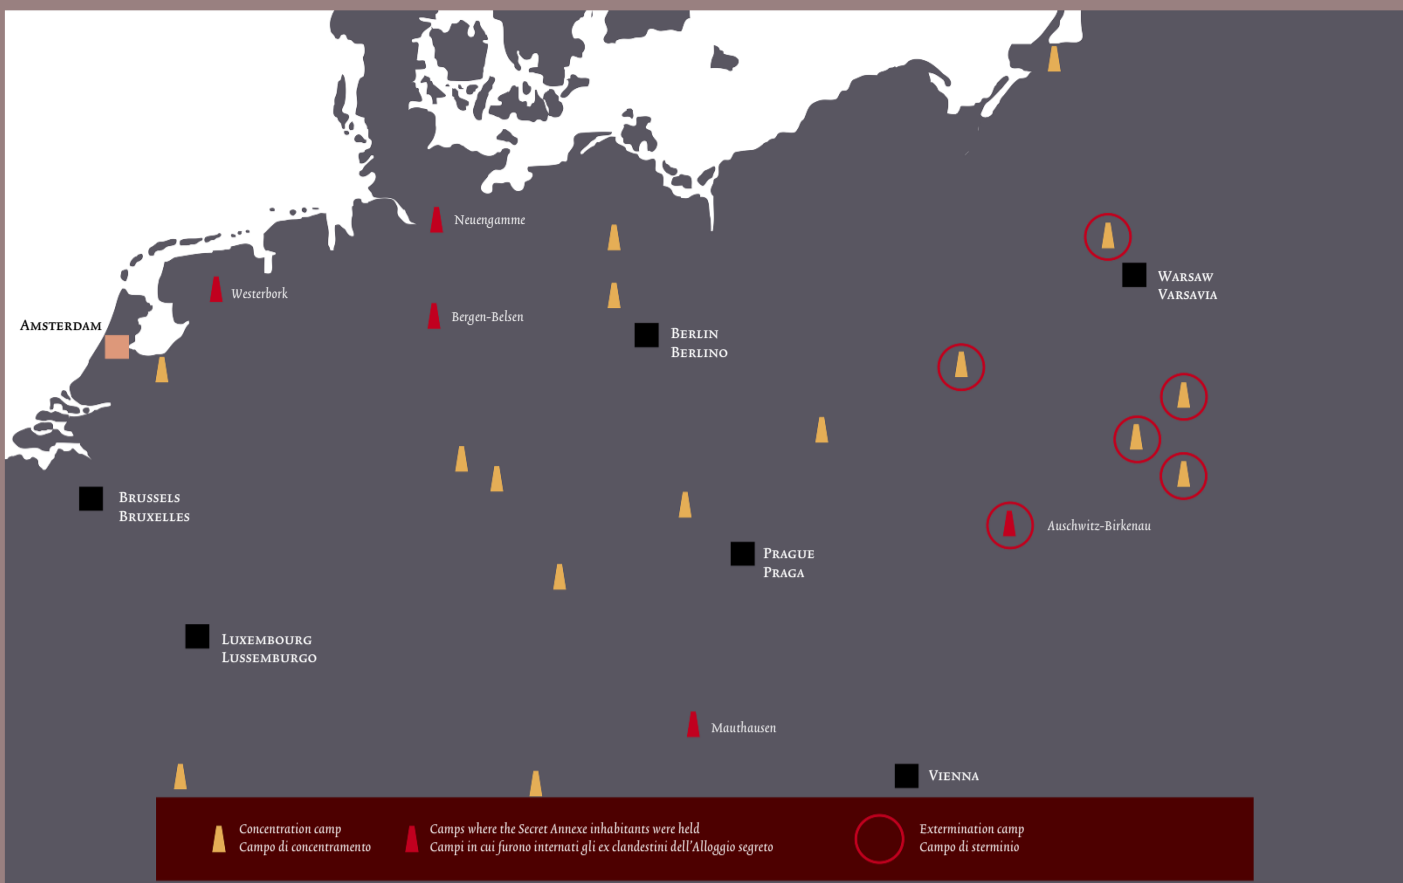 Neuengamme
Westerbork
Warsaw
Varsavia
Amsterdam
Bergen-Belsen
Berlin
Berlino
Brussels
Bruxelles
Auschwitz-Birkenau
Prague
Praga
Luxembourg
Lussemburgo
Mauthausen
Vienna
Concentration camp
Campo di concentramento
Camps where the Secret Annexe inhabitants were held
Campi in cui furono internati gli ex clandestini dell'Alloggio segreto
Extermination camp
Campo di sterminio